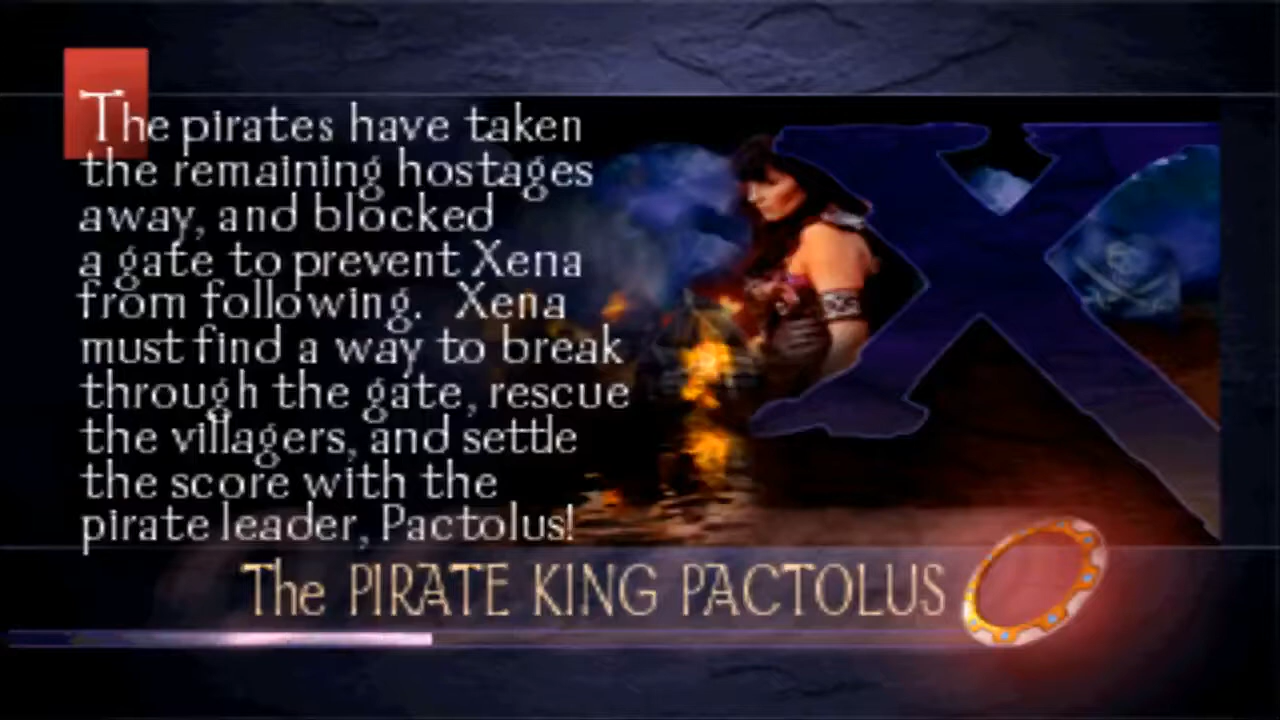 The pirates have taken
the remaining hostages
away, and blocked
a gate to prevent Xena
from following.  Xena
must find a way to break
through the gate, rescue
the villagers, and settle
the score with the
pirate leader, Pactolus!
The PIRATE KING PACTOLUS
X